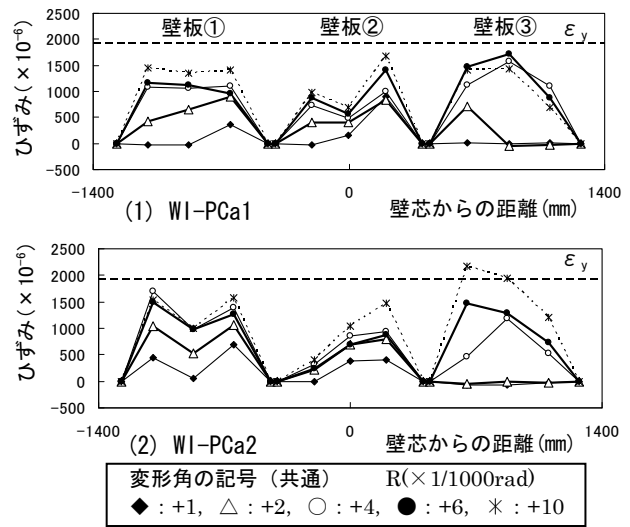 壁板① 壁板② 壁板③
ひずみ(×10⁻⁶)
2500
2000
1500
1000
500
0
-500
ε y
-1400 0 1400
(1) WI-PCa1 壁芯からの距離(mm)
ひずみ(×10⁻⁶)
2500
2000
1500
1000
500
0
-500
ε y
-1400 0 1400
(2) WI-PCa2 壁芯からの距離(mm)
変形角の記号（共通） R(×1/1000rad)
◆：+1, △：+2, ○：+4, ●：+6, ＊：+10